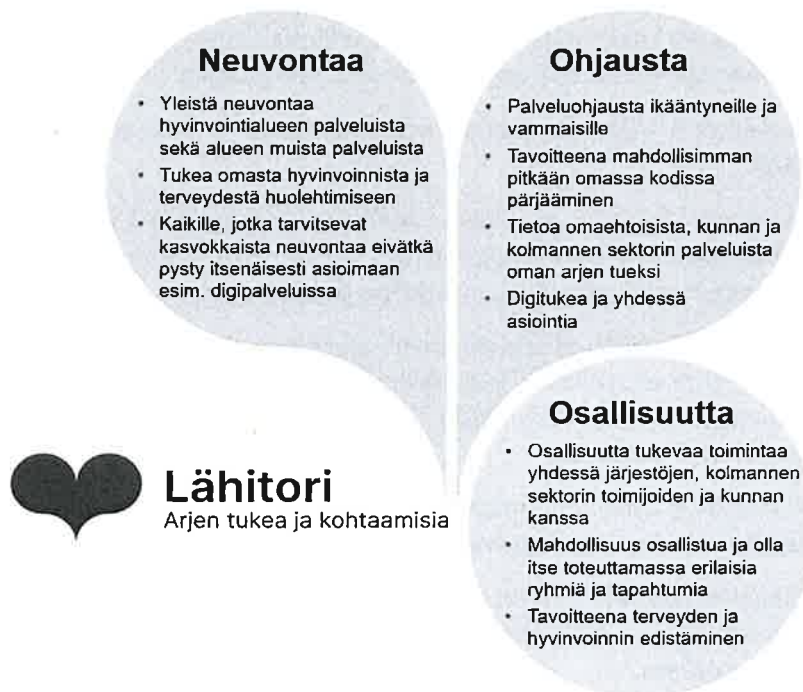 Neuvontaa
• Yleistä neuvontaa
hyvinvointialueen palveluista
sekä alueen muista palveluista
• Tukea omasta hyvinvoinnista ja
terveydestä huolehtimiseen
• Kaikille, jotka tarvitsevat
kasvokkaista neuvontaa eivätkä
pysty itsenäisesti asioimaan
esim. digipalveluissa
Ohjausta
• Palveluohjausta ikääntyneille ja
vammaisille
• Tavoitteena mahdollisimman
pitkään omassa kodissa
pärjääminen
• Tietoa omaehtoisista, kunnan ja
kolmannen sektorin palveluista
oman arjen tueksi
• Digitukea ja yhdessä
asiointia
Osallisuutta
• Osallisuutta tukevaa toimintaa
yhdessä järjestöjen, kolmannen
sektorin toimijoiden ja kunnan
kanssa
• Mahdollisuus osallistua ja olla
itse toteuttamassa erilaisia
ryhmiä ja tapahtumia
• Tavoitteena terveyden ja
hyvinvoinnin edistäminen
Lähitori
Arjen tukea ja kohtaamisia